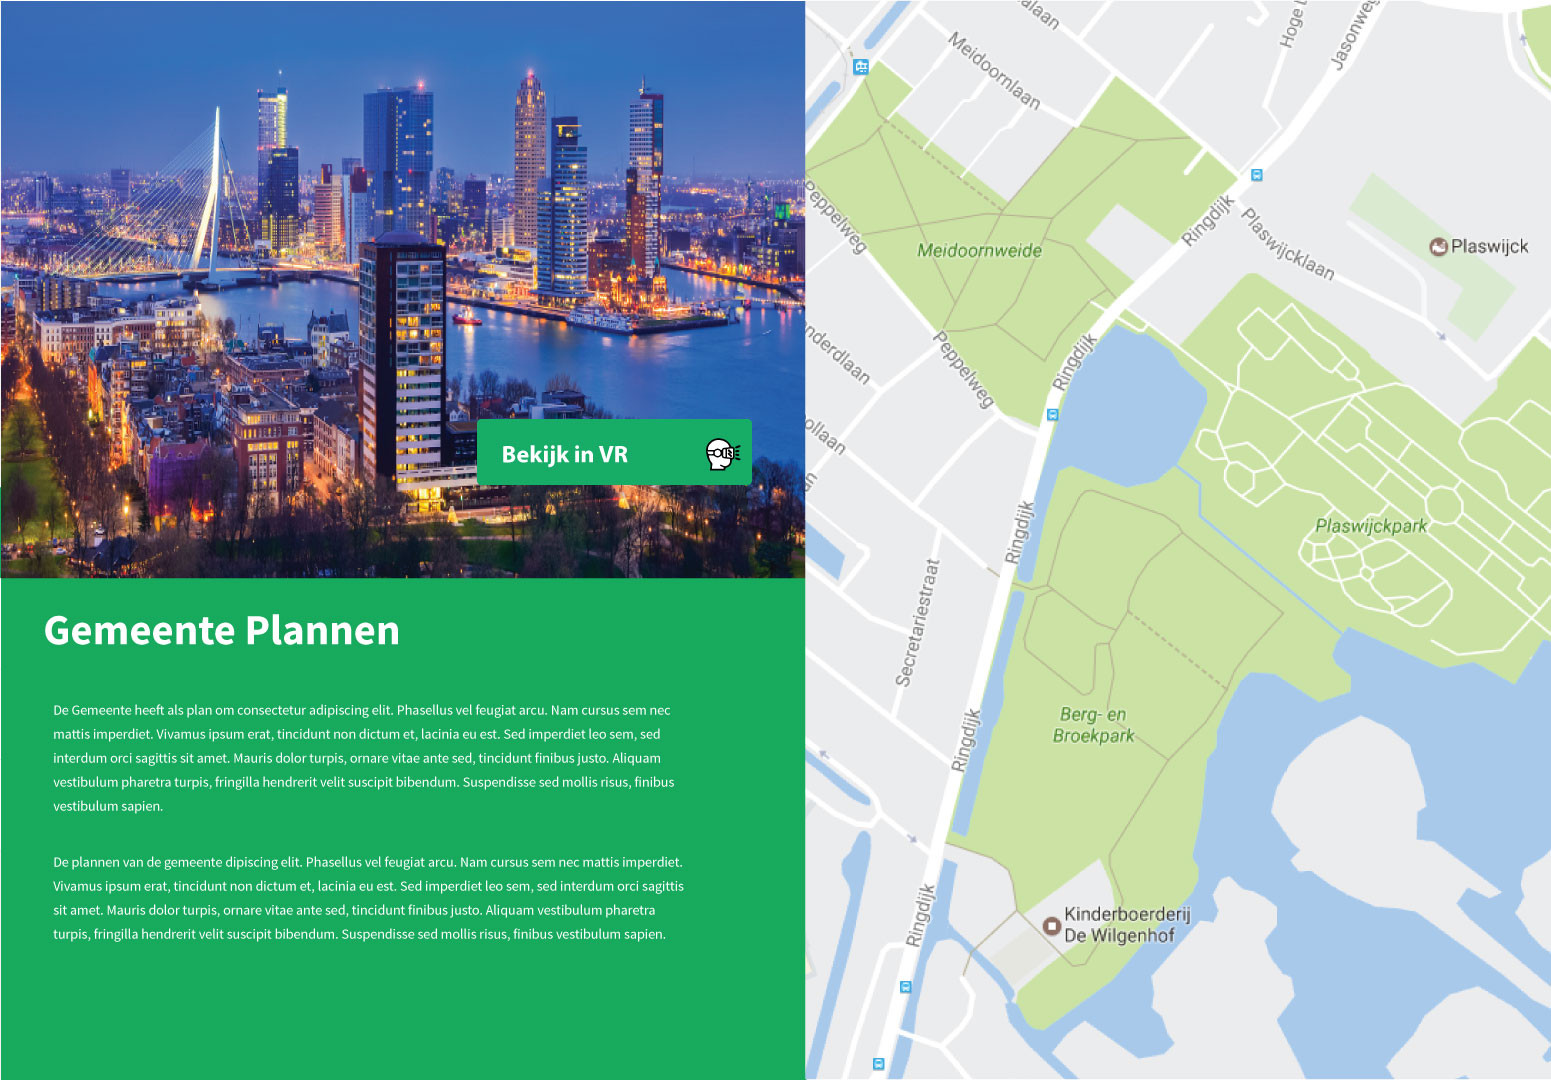 Bekijk in VR
Gemeente Plannen
De Gemeente heeft als plan om consectetur adipiscing elit. Phasellus vel feugiat arcu. Nam cursus sem nec
mattis imperdiet. Vivamus ipsum erat, tincidunt non dictum et, lacinia eu est. Sed imperdiet leo sem, sed
interdum orci sagittis sit amet. Mauris dolor turpis, ornare vitae ante sed, tincidunt finibus justo. Aliquam
vestibulum pharetra turpis, fringilla hendrerit velit suscipit bibendum. Suspendisse sed mollis risus, finibus
vestibulum sapien.
De plannen van de gemeente dipiscing elit. Phasellus vel feugiat arcu. Nam cursus sem nec mattis imperdiet.
Vivamus ipsum erat, tincidunt non dictum et, lacinia eu est. Sed imperdiet leo sem, sed interdum orci sagittis
sit amet. Mauris dolor turpis, ornare vitae ante sed, tincidunt finibus justo. Aliquam vestibulum pharetra
turpis, fringilla hendrerit velit suscipit bibendum. Suspendisse sed mollis risus, finibus vestibulum sapien.
alaan
Hoge
Jasonweg
Meidoornlaan
Peppelweg
Meidoornweide
Ringdijk
Plaswijcklaan
Plaswijck
nderdlaan
Peppelweg
Ringdijk
ollaan
Ringdijk
Plaswijckpark
Secretariestraat
Ringdijk
Berg- en
Broekpark
Ringdijk
Kinderboerderij
De Wilgenhof